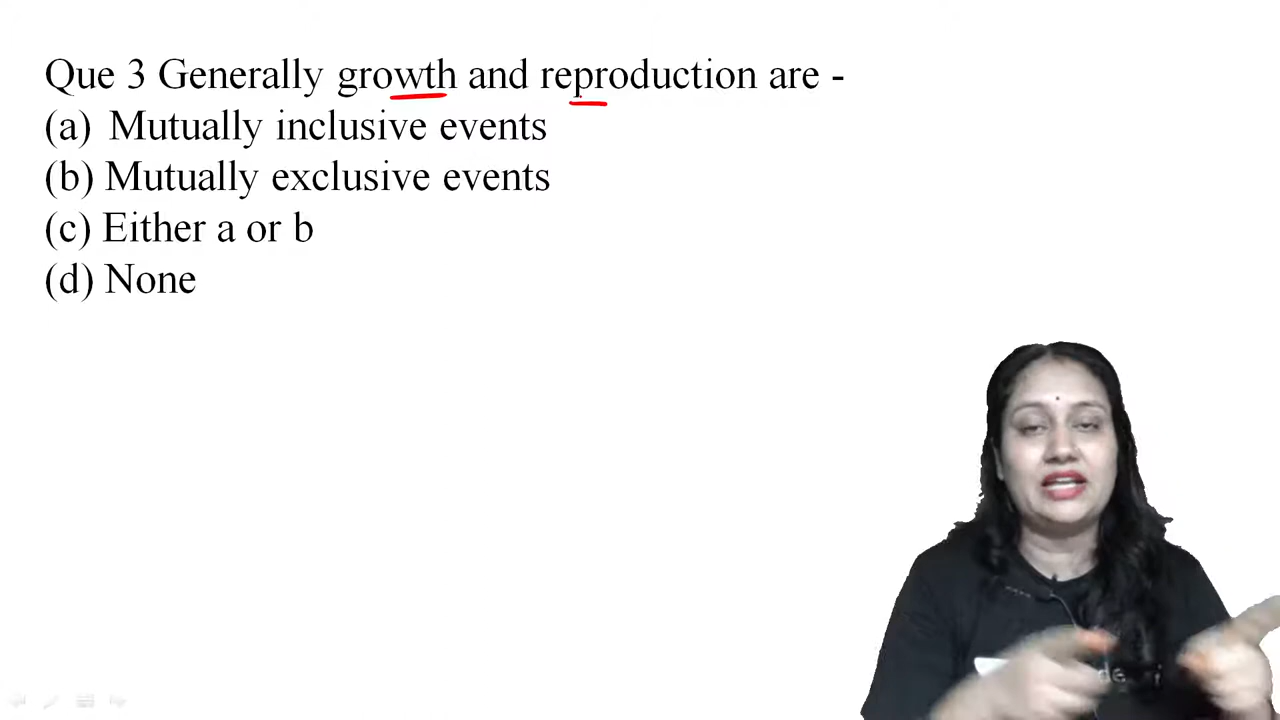 Que 3 Generally growth and reproduction are -
(a) Mutually inclusive events
(b) Mutually exclusive events
(c) Either a or b
(d) None